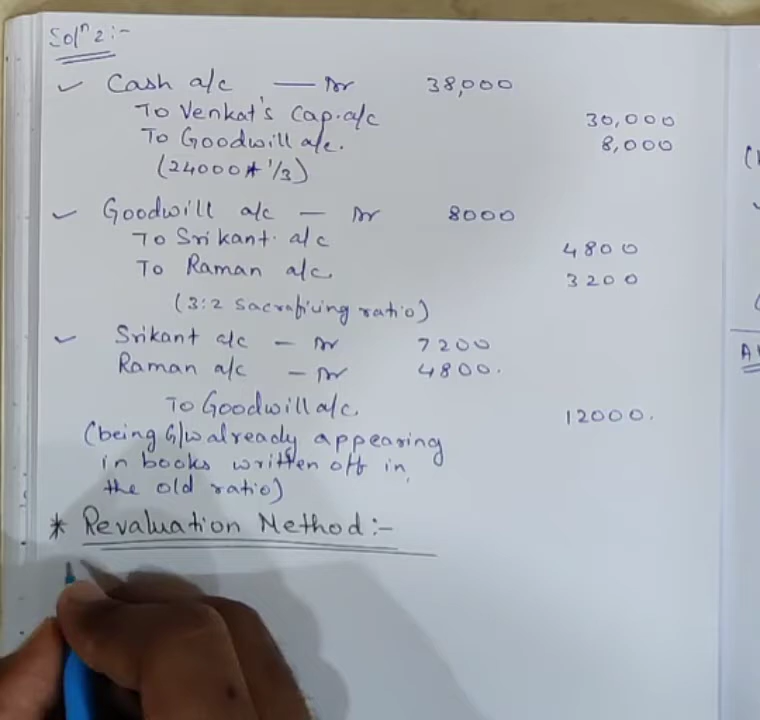 Solⁿ 2:-
✓ Cash a/c — Dr 38,000
To Venkat's Cap. a/c 30,000
To Goodwill a/c. 8,000
(24000 * 1/3)
✓ Goodwill a/c — Dr 8000
To Srikant. a/c 4800
To Raman a/c. 3200
(3:2 Sacrificing ratio)
✓ Srikant a/c — Dr 7200
Raman a/c — Dr 4800.
To Goodwill a/c. 12000.
(being G/w already appearing
in books written off in
the old ratio)
* Revaluation Method:-